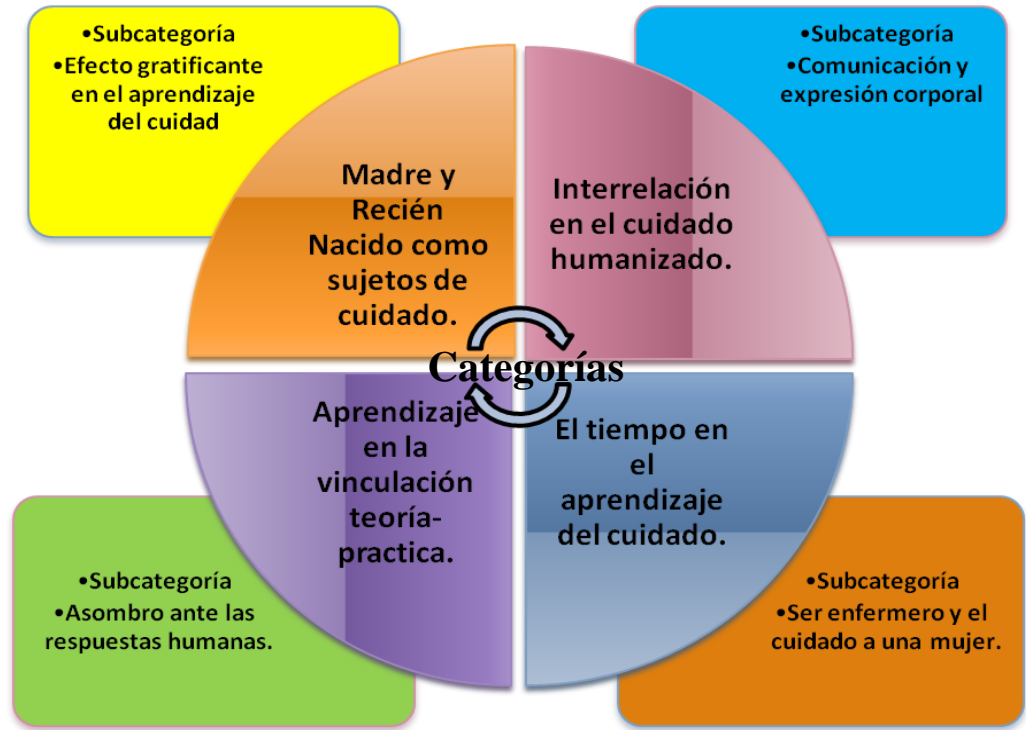 •Subcategoría
•Efecto gratificante
en el aprendizaje
del cuidad
•Subcategoría
•Comunicación y
expresión corporal
Madre y
Recién
Nacido como
sujetos de
cuidado.
Interrelación
en el cuidado
humanizado.
Categorías
Aprendizaje
en la
vinculación
teoría-
practica.
El tiempo en
el
aprendizaje
del cuidado.
•Subcategoría
•Asombro ante las
respuestas humanas.
•Subcategoría
•Ser enfermero y el
cuidado a una mujer.